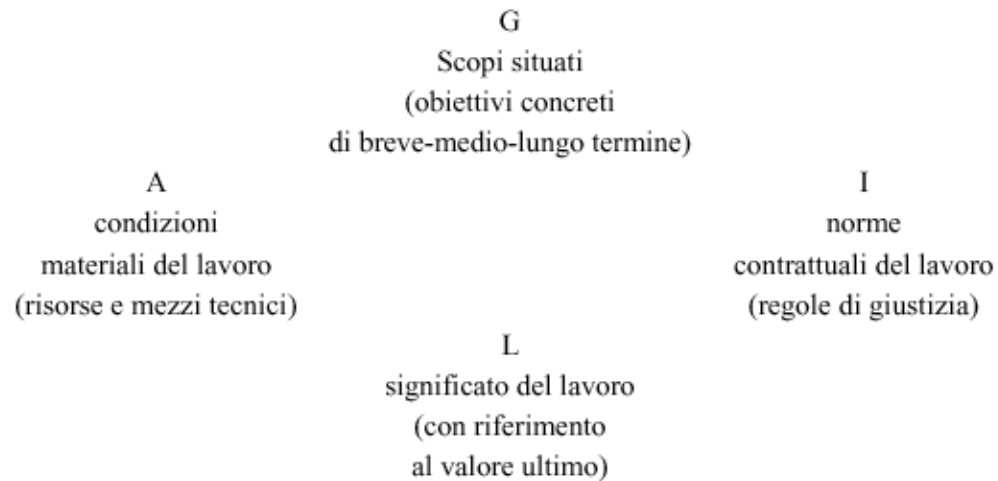 G
Scopi situati
(obiettivi concreti
di breve-medio-lungo termine)
A
condizioni
materiali del lavoro
(risorse e mezzi tecnici)
I
norme
contrattuali del lavoro
(regole di giustizia)
L
significato del lavoro
(con riferimento
al valore ultimo)